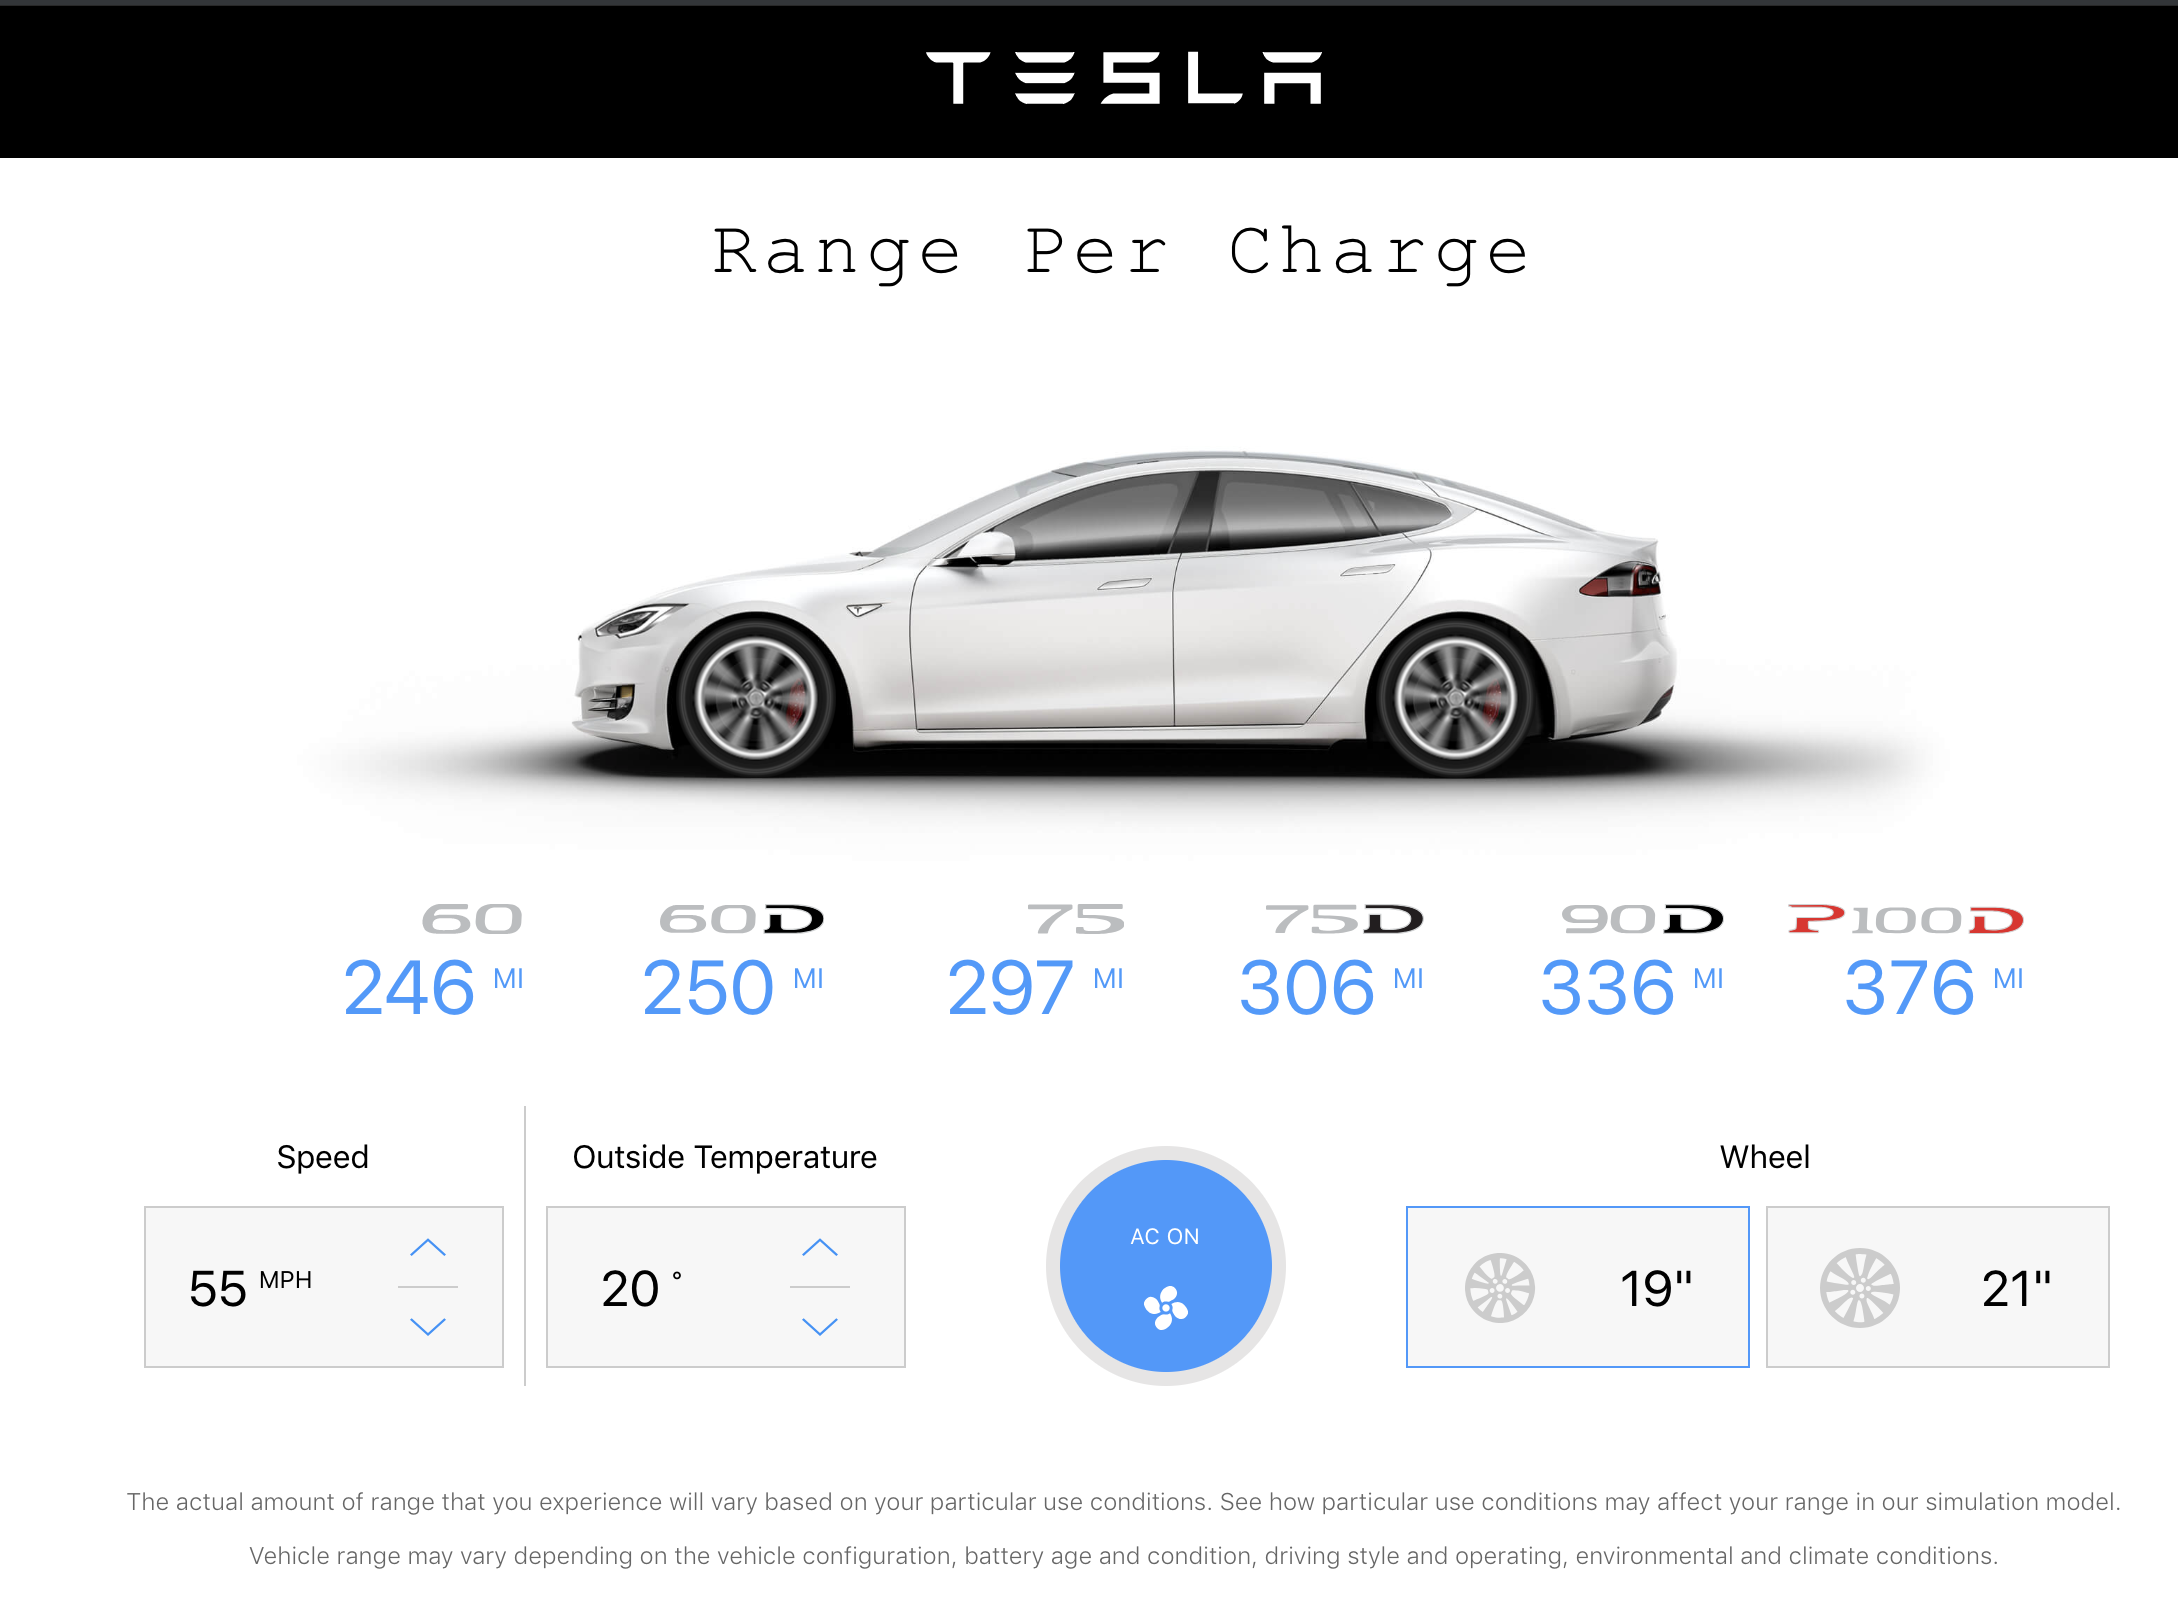 TESLA
Range Per Charge
60 60D 75 75D 90D P100D
246 MI 250 MI 297 MI 306 MI 336 MI 376 MI
Speed Outside Temperature Wheel
AC ON
55 MPH 20 ° 19" 21"
The actual amount of range that you experience will vary based on your particular use conditions. See how particular use conditions may affect your range in our simulation model.
Vehicle range may vary depending on the vehicle configuration, battery age and condition, driving style and operating, environmental and climate conditions.